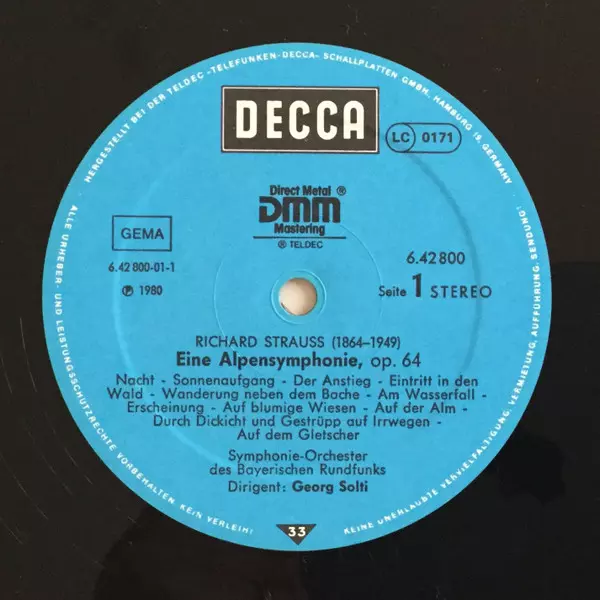 HERGESTELLT BEI DER TELDEC »TELEFUNKEN-DECCA« SCHALLPLATTEN GMBH, HAMBURG 19, GERMANY
DECCA
LC 0171
Direct Metal ®
DMM
Mastering
® TELDEC
GEMA
6.42 800-01-1
℗ 1980
6.42 800
Seite 1 STEREO
RICHARD STRAUSS (1864–1949)
Eine Alpensymphonie, op. 64
Nacht - Sonnenaufgang - Der Anstieg - Eintritt in den
Wald - Wanderung neben dem Bache - Am Wasserfall -
Erscheinung - Auf blumige Wiesen - Auf der Alm -
Durch Dickicht und Gestrüpp auf Irrwegen -
Auf dem Gletscher
Symphonie-Orchester
des Bayerischen Rundfunks
Dirigent: Georg Solti
33
ALLE URHEBER- UND LEISTUNGSSCHUTZRECHTE VORBEHALTEN. KEIN VERLEIH!
KEINE UNERLAUBTE VERVIELFÄLTIGUNG, VERMIETUNG, AUFFÜHRUNG, SENDUNG!